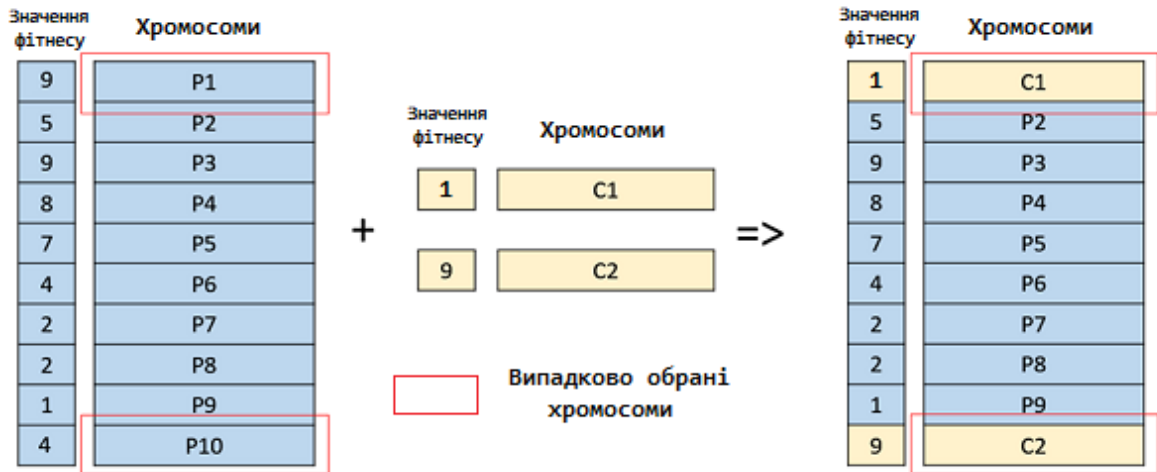 Значення
фітнесу
Хромосоми
9 P1
5 P2
9 P3
8 P4
7 P5
4 P6
2 P7
2 P8
1 P9
4 P10
+
Значення
фітнесу
Хромосоми
1 C1
9 C2
Випадково обрані
хромосоми
=>
Значення
фітнесу
Хромосоми
1 C1
5 P2
9 P3
8 P4
7 P5
4 P6
2 P7
2 P8
1 P9
9 C2